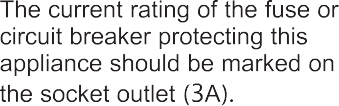 The current rating of the fuse or
circuit breaker protecting this
appliance should be marked on
the socket outlet (3A).